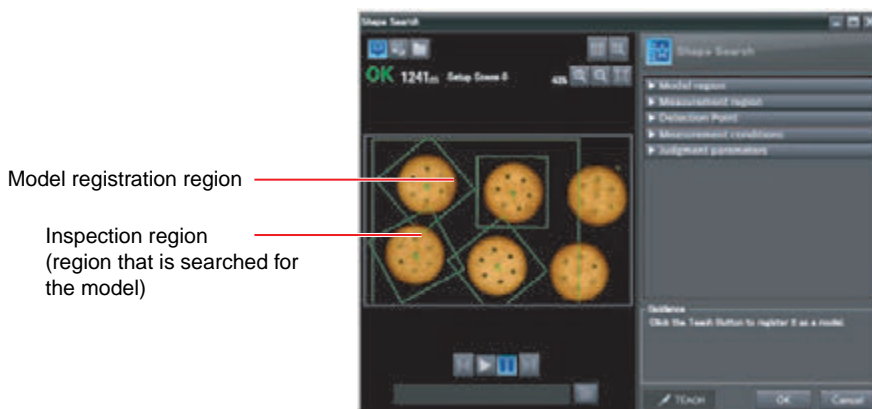 Shape Search
OK 1241m Setup Scene 0
Shape Search
Model region
Measurement region
Detection Point
Measurement conditions
Judgment parameters
Model registration region
Inspection region
(region that is searched for
the model)
Guidance
Click the Teach Button to register it as a model.
TEACH OK Cancel